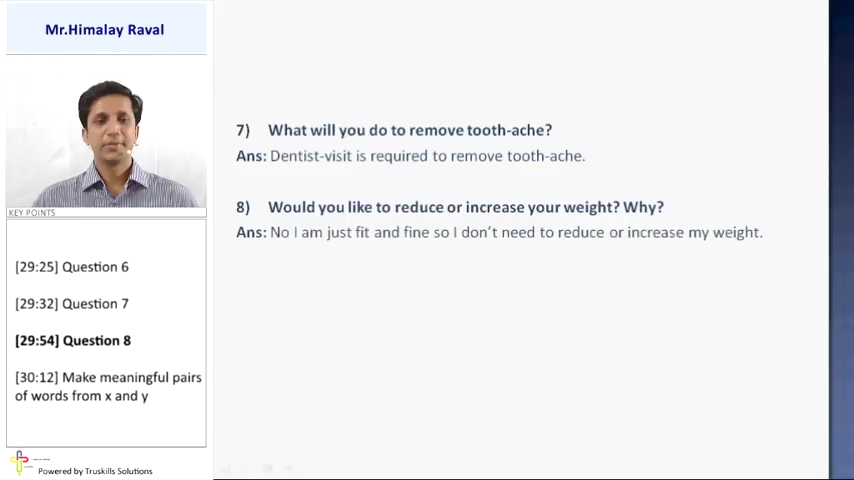 Mr.Himalay Raval
KEY POINTS
[29:25] Question 6
[29:32] Question 7
[29:54] Question 8
[30:12] Make meaningful pairs
of words from x and y
Powered by Truskills Solutions
7) What will you do to remove tooth-ache?
Ans: Dentist-visit is required to remove tooth-ache.
8) Would you like to reduce or increase your weight? Why?
Ans: No I am just fit and fine so I don't need to reduce or increase my weight.